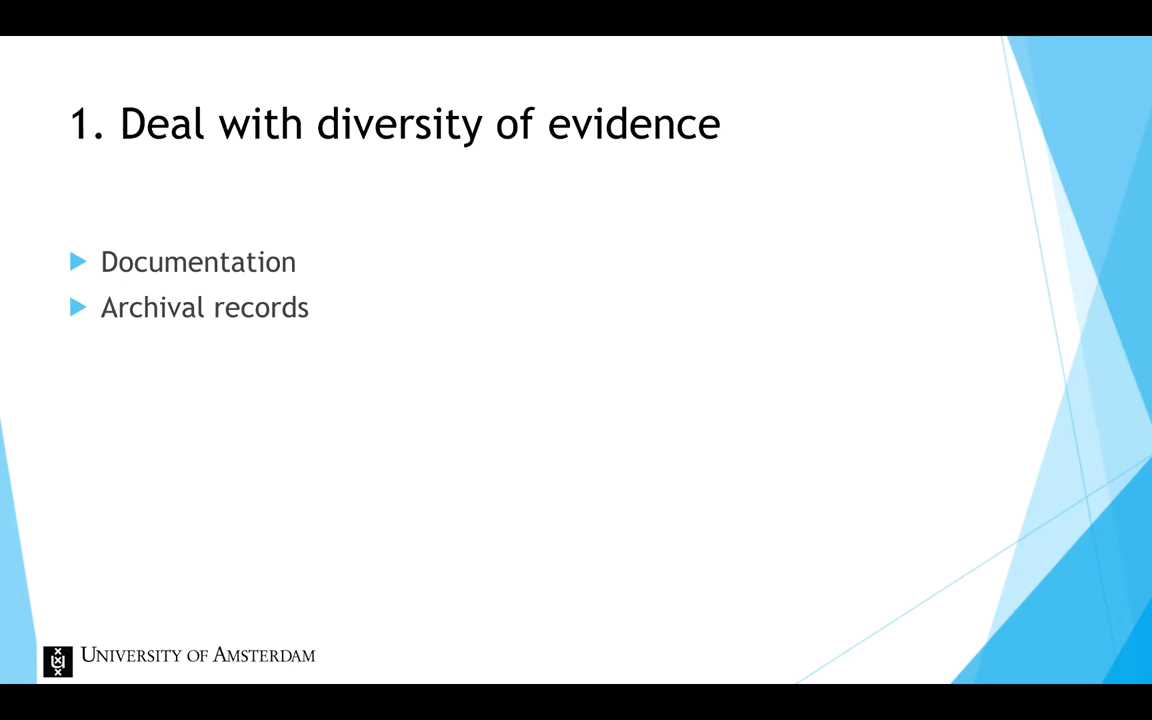 1. Deal with diversity of evidence
Documentation
Archival records
UNIVERSITY OF AMSTERDAM